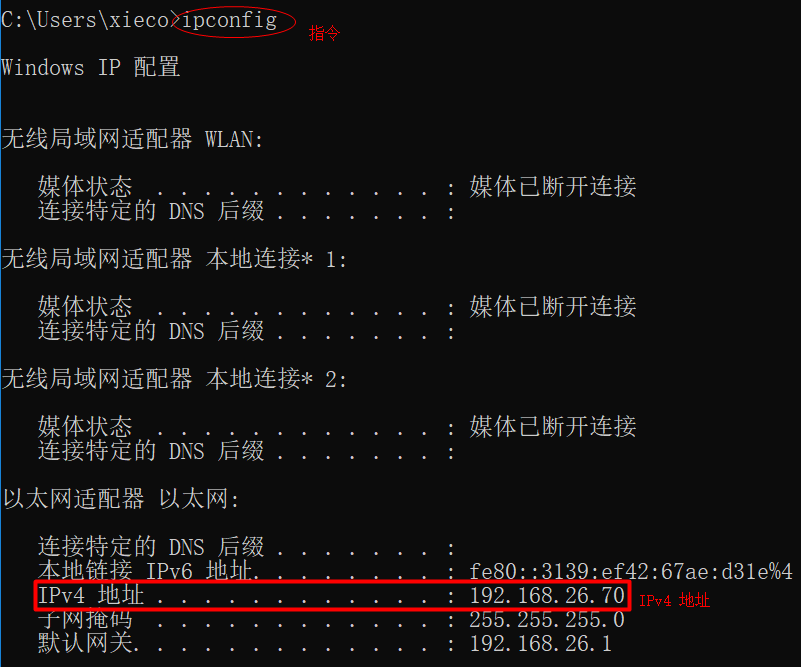 C:\Users\xieco>ipconfig
指令
Windows IP 配置
无线局域网适配器 WLAN:
媒体状态 . . . . . . . . . . . . : 媒体已断开连接
连接特定的 DNS 后缀 . . . . . . . :
无线局域网适配器 本地连接* 1:
媒体状态 . . . . . . . . . . . . : 媒体已断开连接
连接特定的 DNS 后缀 . . . . . . . :
无线局域网适配器 本地连接* 2:
媒体状态 . . . . . . . . . . . . : 媒体已断开连接
连接特定的 DNS 后缀 . . . . . . . :
以太网适配器 以太网:
连接特定的 DNS 后缀 . . . . . . . :
本地链接 IPv6 地址. . . . . . . . : fe80::3139:ef42:67ae:d31e%4
IPv4 地址 . . . . . . . . . . . . : 192.168.26.70 IPv4 地址
子网掩码 . . . . . . . . . . . . : 255.255.255.0
默认网关. . . . . . . . . . . . . : 192.168.26.1